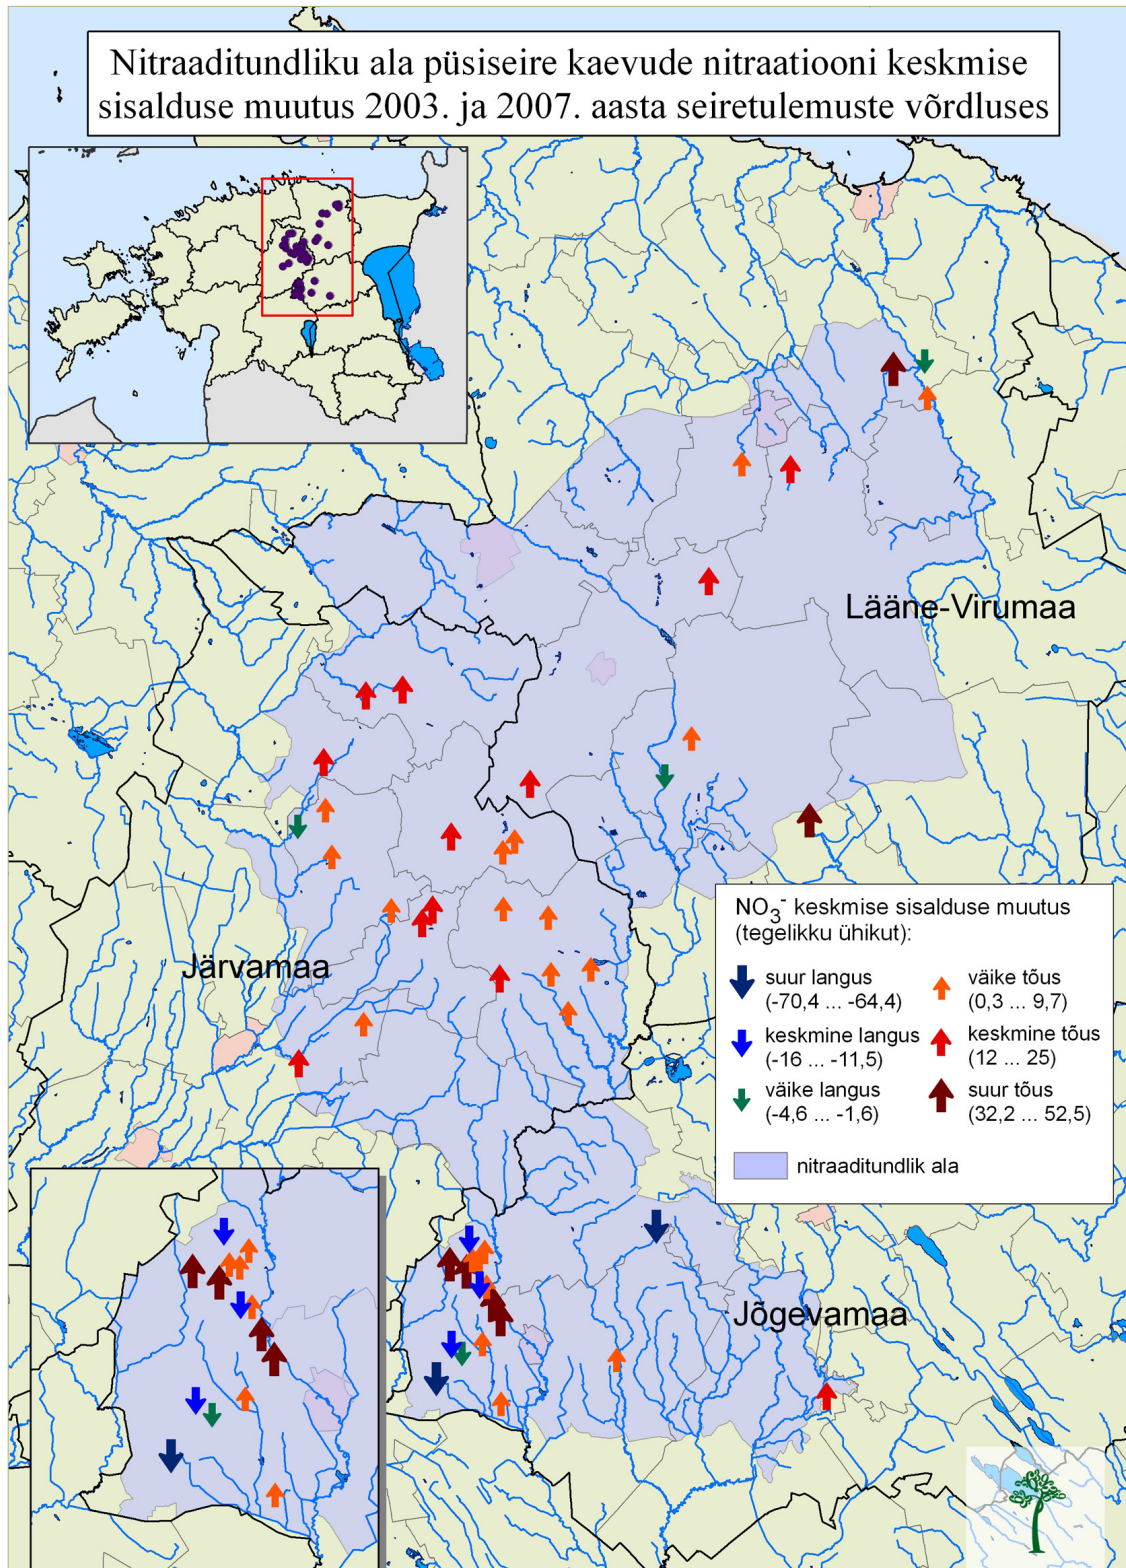 Nitraaditundliku ala püsiseire kaevude nitraatiooni keskmise
sisalduse muutus 2003. ja 2007. aasta seiretulemuste võrdluses
Lääne-Virumaa
Järvamaa
Jõgevamaa
NO₃⁻ keskmise sisalduse muutus
(tegelikku ühikut):
suur langus
(-70,4 ... -64,4)
keskmine langus
(-16 ... -11,5)
väike langus
(-4,6 ... -1,6)
väike tõus
(0,3 ... 9,7)
keskmine tõus
(12 ... 25)
suur tõus
(32,2 ... 52,5)
nitraaditundlik ala